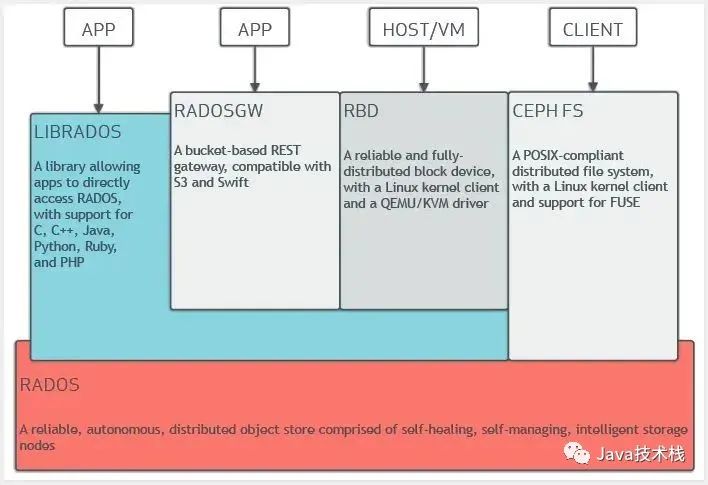 APP
APP
HOST/VM
CLIENT
LIBRADOS
A library allowing
apps to directly
access RADOS,
with support for
C, C++, Java,
Python, Ruby,
and PHP
RADOSGW
A bucket-based REST
gateway, compatible with
S3 and Swift
RBD
A reliable and fully-
distributed block device,
with a Linux kernel client
and a QEMU/KVM driver
CEPH FS
A POSIX-compliant
distributed file system,
with a Linux kernel client
and support for FUSE
RADOS
A reliable, autonomous, distributed object store comprised of self-healing, self-managing, intelligent storage
nodes
Java技术栈